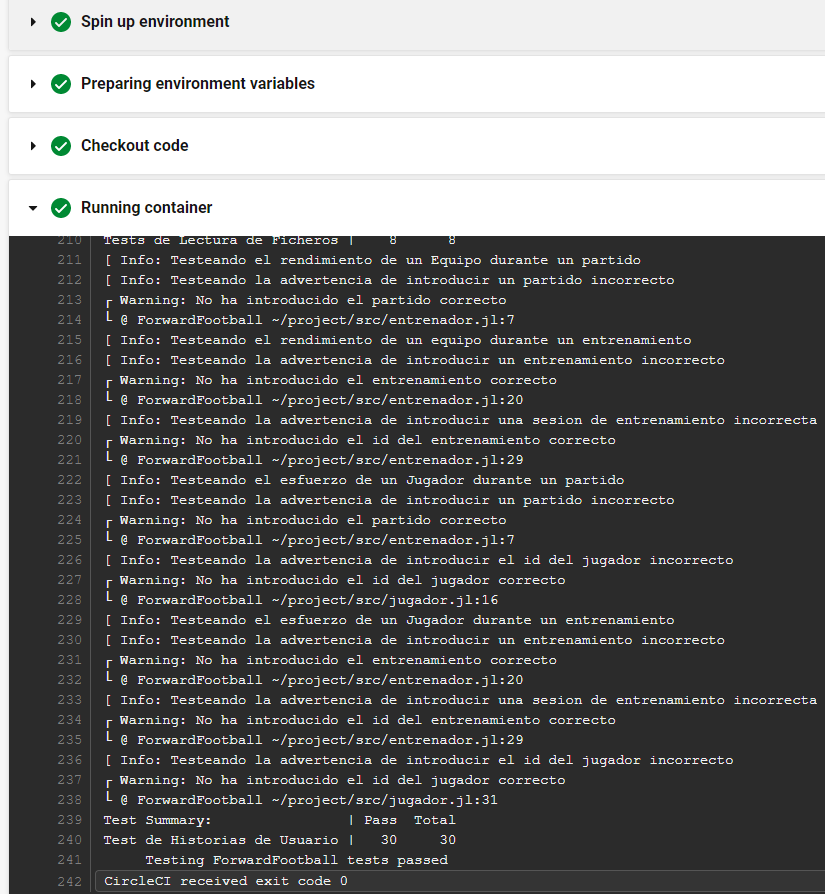 Spin up environment
Preparing environment variables
Checkout code
Running container
210 Tests de Lectura de Ficheros | 8 8
211 [ Info: Testeando el rendimiento de un Equipo durante un partido
212 [ Info: Testeando la advertencia de introducir un partido incorrecto
213 ┌ Warning: No ha introducido el partido correcto
214 └ @ ForwardFootball ~/project/src/entrenador.jl:7
215 [ Info: Testeando el rendimiento de un equipo durante un entrenamiento
216 [ Info: Testeando la advertencia de introducir un entrenamiento incorrecto
217 ┌ Warning: No ha introducido el entrenamiento correcto
218 └ @ ForwardFootball ~/project/src/entrenador.jl:20
219 [ Info: Testeando la advertencia de introducir una sesion de entrenamiento incorrecta
220 ┌ Warning: No ha introducido el id del entrenamiento correcto
221 └ @ ForwardFootball ~/project/src/entrenador.jl:29
222 [ Info: Testeando el esfuerzo de un Jugador durante un partido
223 [ Info: Testeando la advertencia de introducir un partido incorrecto
224 ┌ Warning: No ha introducido el partido correcto
225 └ @ ForwardFootball ~/project/src/entrenador.jl:7
226 [ Info: Testeando la advertencia de introducir el id del jugador incorrecto
227 ┌ Warning: No ha introducido el id del jugador correcto
228 └ @ ForwardFootball ~/project/src/jugador.jl:16
229 [ Info: Testeando el esfuerzo de un Jugador durante un entrenamiento
230 [ Info: Testeando la advertencia de introducir un entrenamiento incorrecto
231 ┌ Warning: No ha introducido el entrenamiento correcto
232 └ @ ForwardFootball ~/project/src/entrenador.jl:20
233 [ Info: Testeando la advertencia de introducir una sesion de entrenamiento incorrecta
234 ┌ Warning: No ha introducido el id del entrenamiento correcto
235 └ @ ForwardFootball ~/project/src/entrenador.jl:29
236 [ Info: Testeando la advertencia de introducir el id del jugador incorrecto
237 ┌ Warning: No ha introducido el id del jugador correcto
238 └ @ ForwardFootball ~/project/src/jugador.jl:31
239 Test Summary: | Pass Total
240 Test de Historias de Usuario | 30 30
241 Testing ForwardFootball tests passed
242 CircleCI received exit code 0